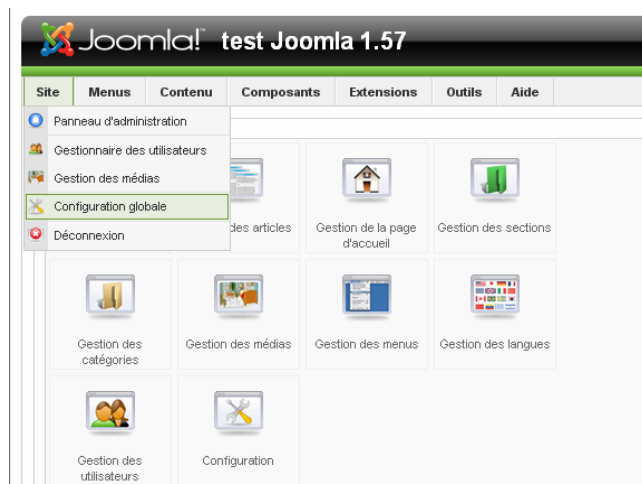 Joomla! test Joomla 1.57
Site Menus Contenu Composants Extensions Outils Aide
Panneau d'administration
Gestionnaire des utilisateurs
Gestion des médias
Configuration globale
Déconnexion
des articles
Gestion de la page
d'accueil
Gestion des sections
Gestion des
catégories
Gestion des médias
Gestion des menus
Gestion des langues
Gestion des
utilisateurs
Configuration